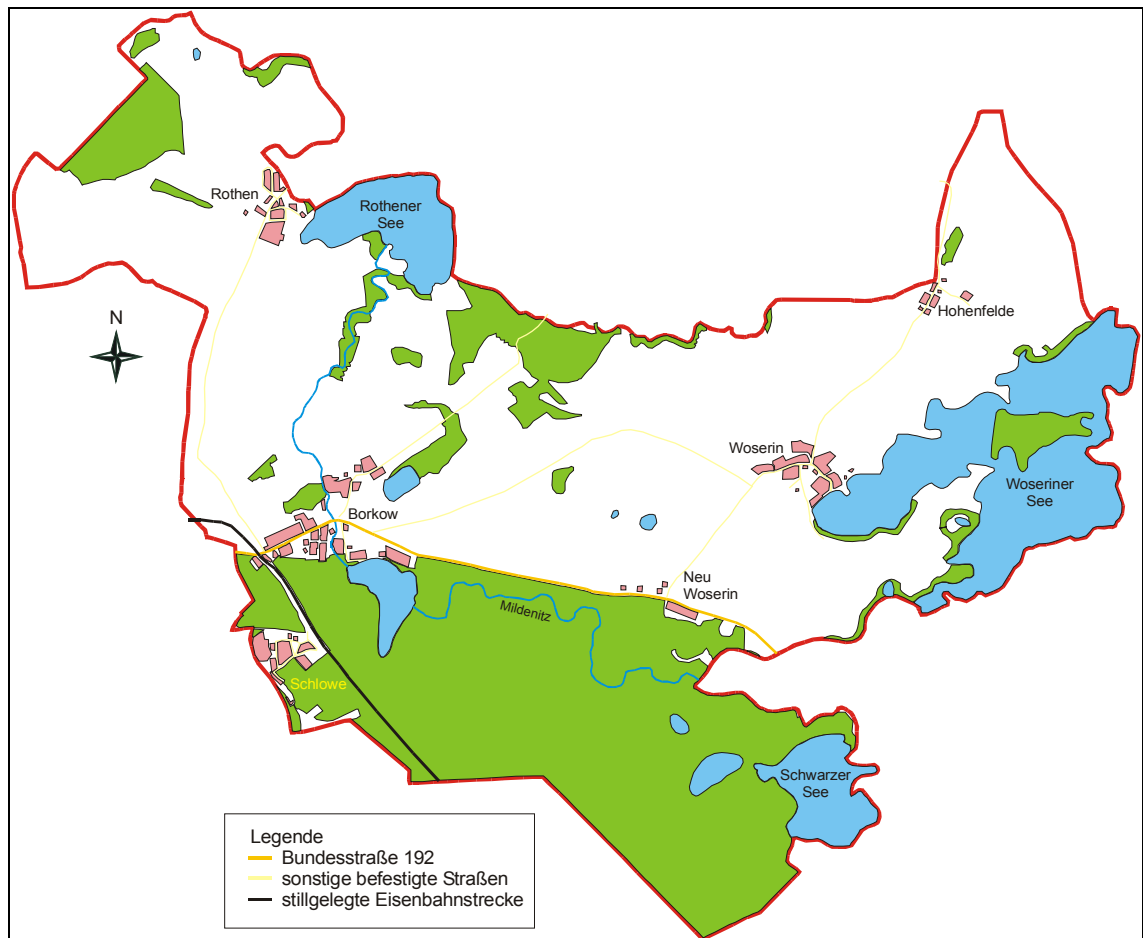 Rothen
Rothener
See
N
Hohenfelde
Woserin
Woseriner
See
Borkow
Neu
Woserin
Mildenitz
Schlowe
Schwarzer
See
Legende
Bundesstraße 192
sonstige befestigte Straßen
stillgelegte Eisenbahnstrecke